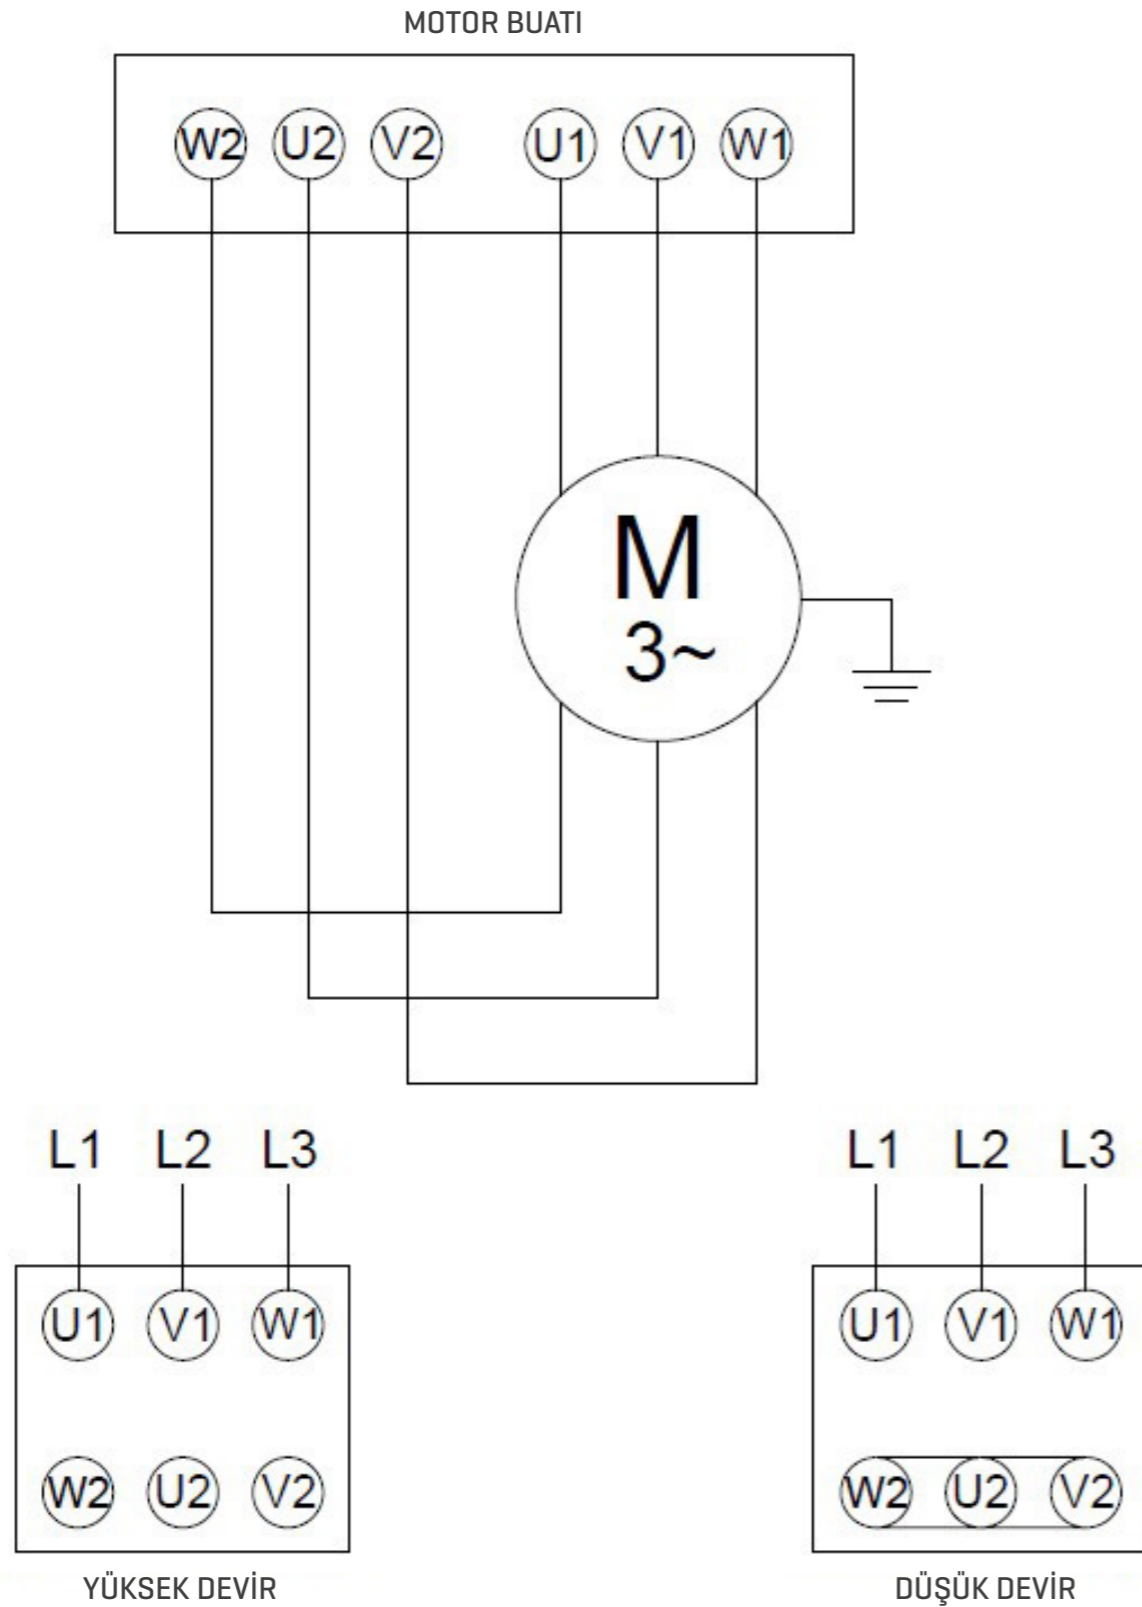 MOTOR BUATI
W2 U2 V2 U1 V1 W1
M
3~
L1 L2 L3
U1 V1 W1
W2 U2 V2
YÜKSEK DEVİR
L1 L2 L3
U1 V1 W1
W2 U2 V2
DÜŞÜK DEVİR